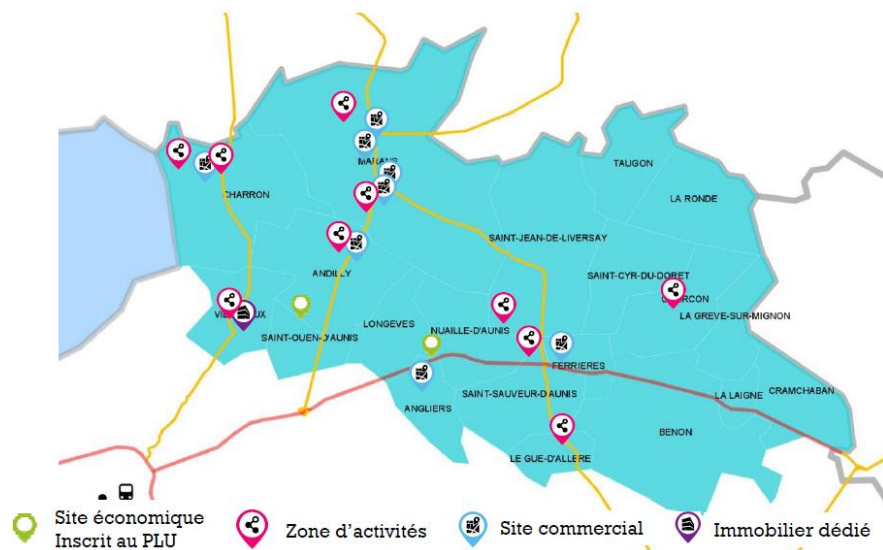 TAUGON
MARANS
CHARRON
LA RONDE
SAINT-JEAN-DE-LIVERSAY
ANDILLY
SAINT-CYR-DU-DORET
LA GREVE-SUR-MIGNON
LONGEVES
NUAILLE-D'AUNIS
SAINT-OUEN-D'AUNIS
FERRIERES
SAINT-SAUVEUR-D'AUNIS
LA LAIGNE
CRAMCHABAN
ANGLIERS
BENON
LE GUE-D'ALLERE
Site économique
Inscrit au PLU
Zone d'activités
Site commercial
Immobilier dédié